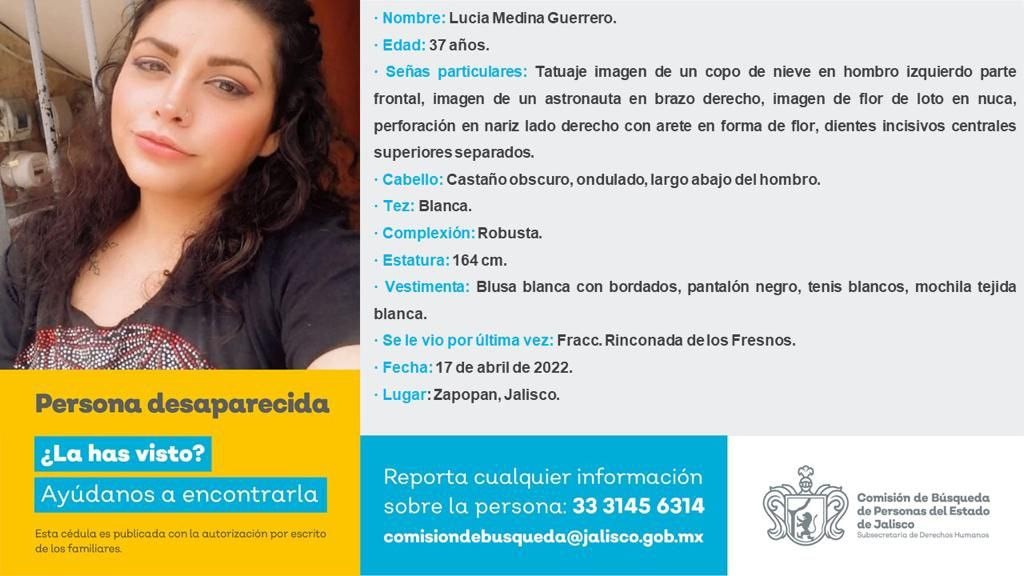 · Nombre: Lucia Medina Guerrero.
· Edad: 37 años.
· Señas particulares: Tatuaje imagen de un copo de nieve en hombro izquierdo parte
frontal, imagen de un astronauta en brazo derecho, imagen de flor de loto en nuca,
perforación en nariz lado derecho con arete en forma de flor, dientes incisivos centrales
superiores separados.
· Cabello: Castaño obscuro, ondulado, largo abajo del hombro.
· Tez: Blanca.
· Complexión: Robusta.
· Estatura: 164 cm.
· Vestimenta: Blusa blanca con bordados, pantalón negro, tenis blancos, mochila tejida
blanca.
· Se le vio por última vez: Fracc. Rinconada de los Fresnos.
· Fecha: 17 de abril de 2022.
· Lugar: Zapopan, Jalisco.
Persona desaparecida
¿La has visto?
Ayúdanos a encontrarla
Esta cédula es publicada con la autorización por escrito
de los familiares.
Reporta cualquier información
sobre la persona: 33 3145 6314
comisiondebusqueda@jalisco.gob.mx
Comisión de Búsqueda
de Personas del Estado
de Jalisco
Subsecretaría de Derechos Humanos